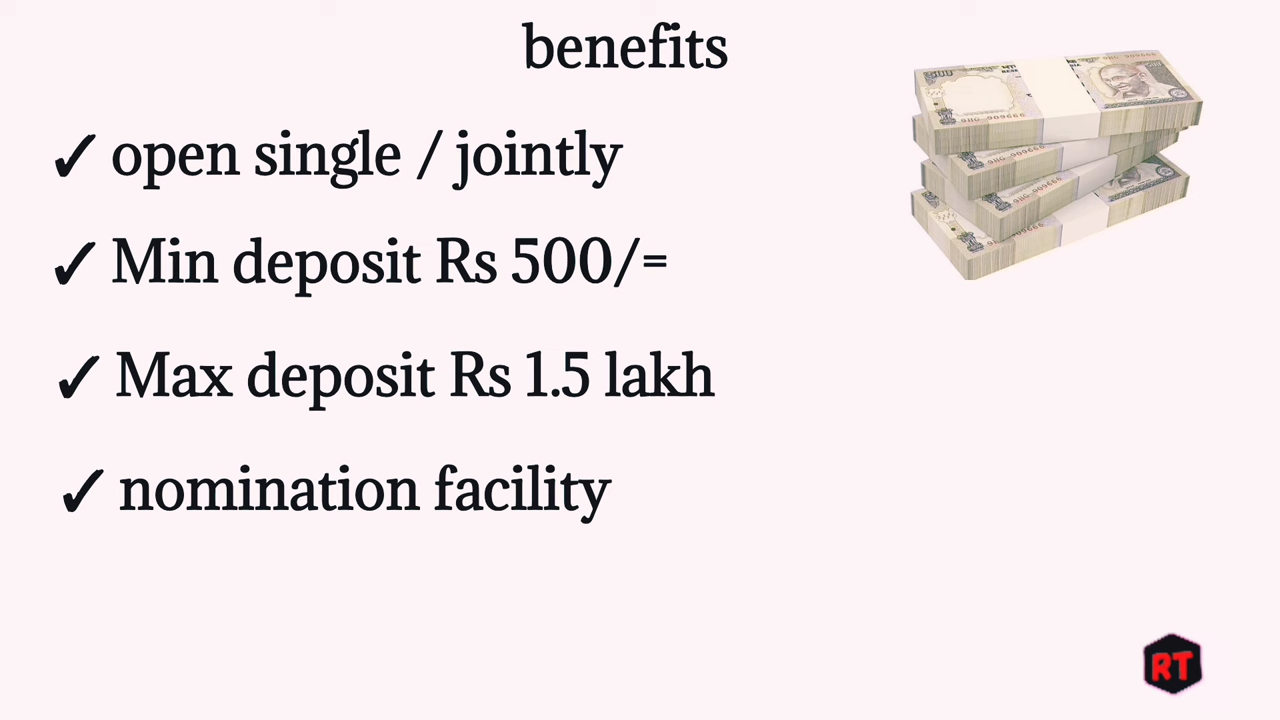 benefits
✓ open single / jointly
✓ Min deposit Rs 500/=
✓ Max deposit Rs 1.5 lakh
✓ nomination facility
RT